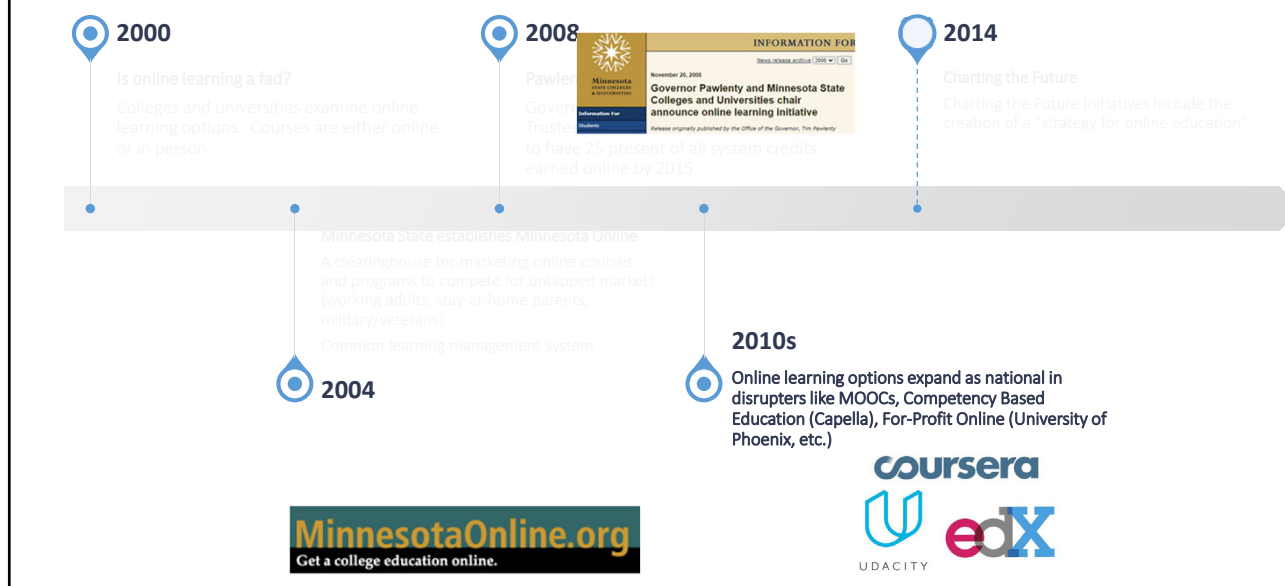 2000
Is online learning a fad?
Colleges and universities examine online
learning options. Courses are either online
or in person
2008
Pawlen
Govern
Trustee
to have 25 present of all system credits
earned online by 2015
Minnesota
STATE COLLEGES
& UNIVERSITIES
Information For
Students
INFORMATION FOR
News release archive 2008 Go
November 20, 2008
Governor Pawlenty and Minnesota State
Colleges and Universities chair
announce online learning initiative
Release originally published by the Office of the Governor, Tim Pawlenty
2014
Charting the Future
Charting the Future initiatives include the
creation of a "strategy for online education"
Minnesota State establishes Minnesota Online
A clearinghouse for marketing online courses
and programs to compete for untapped markets
(working adults, stay-at-home parents,
military/veterans)
Common learning management system
2004
2010s
Online learning options expand as national in
disrupters like MOOCs, Competency Based
Education (Capella), For-Profit Online (University of
Phoenix, etc.)
MinnesotaOnline.org
Get a college education online.
coursera
UDACITY
edX